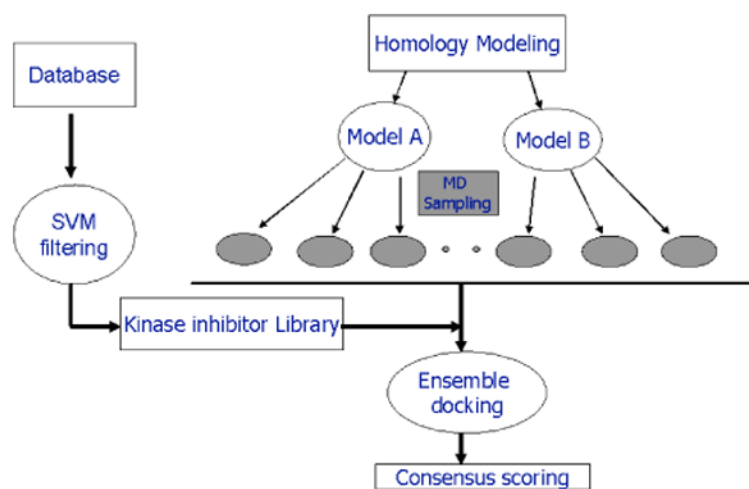 Homology Modeling
Database
Model A
Model B
MD
Sampling
SVM
filtering
Kinase inhibitor Library
Ensemble
docking
Consensus scoring